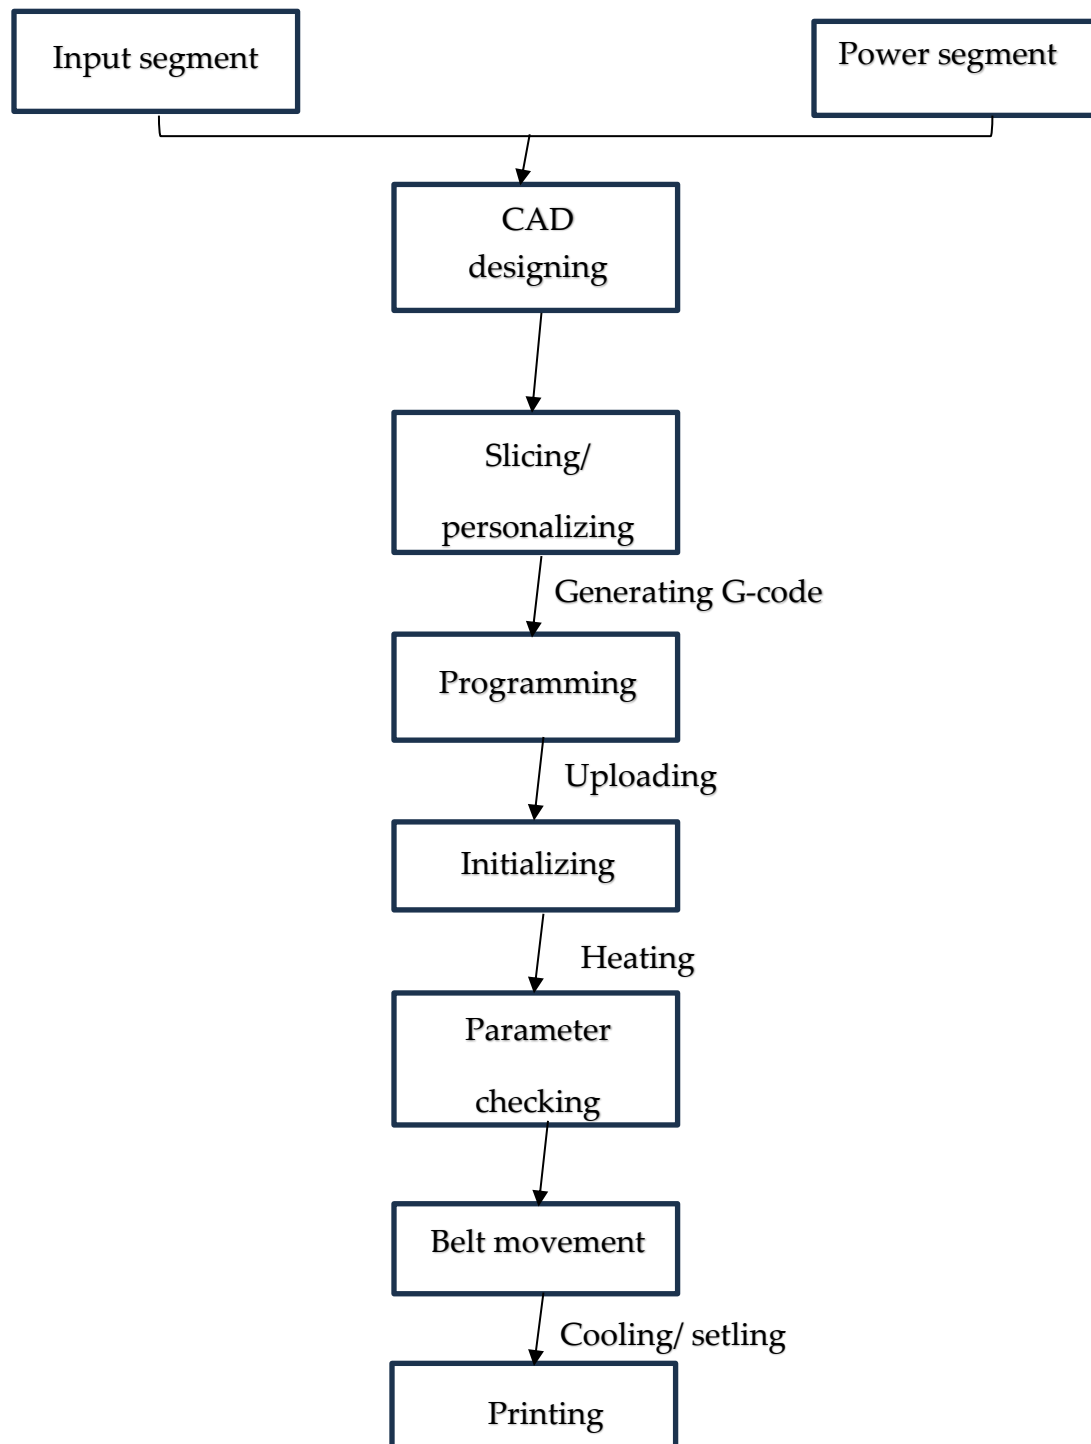 Input segment
Power segment
CAD
designing
Slicing/
personalizing
Generating G-code
Programming
Uploading
Initializing
Heating
Parameter
checking
Belt movement
Cooling/ setling
Printing